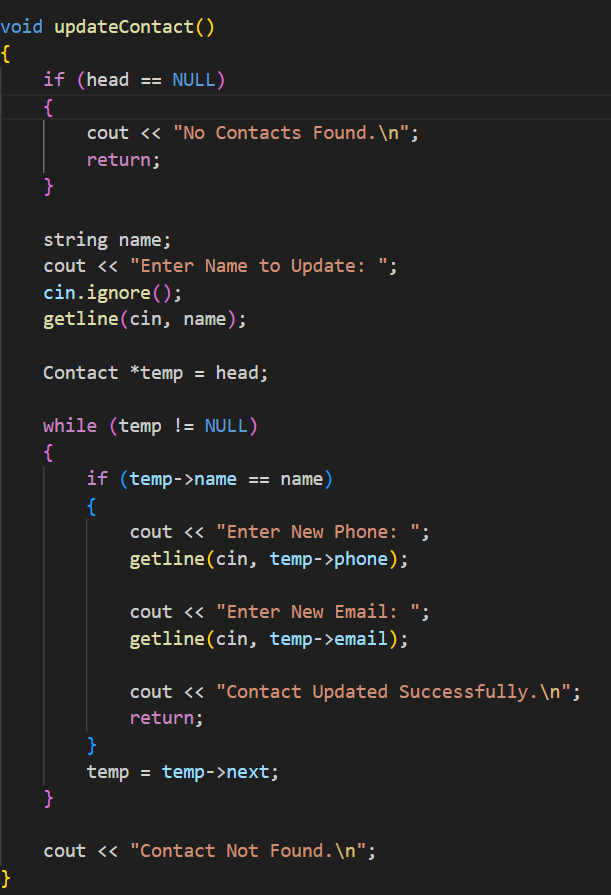 void updateContact()
{
    if (head == NULL)
    {
        cout << "No Contacts Found.\n";
        return;
    }

    string name;
    cout << "Enter Name to Update: ";
    cin.ignore();
    getline(cin, name);

    Contact *temp = head;

    while (temp != NULL)
    {
        if (temp->name == name)
        {
            cout << "Enter New Phone: ";
            getline(cin, temp->phone);

            cout << "Enter New Email: ";
            getline(cin, temp->email);

            cout << "Contact Updated Successfully.\n";
            return;
        }
        temp = temp->next;
    }

    cout << "Contact Not Found.\n";
}